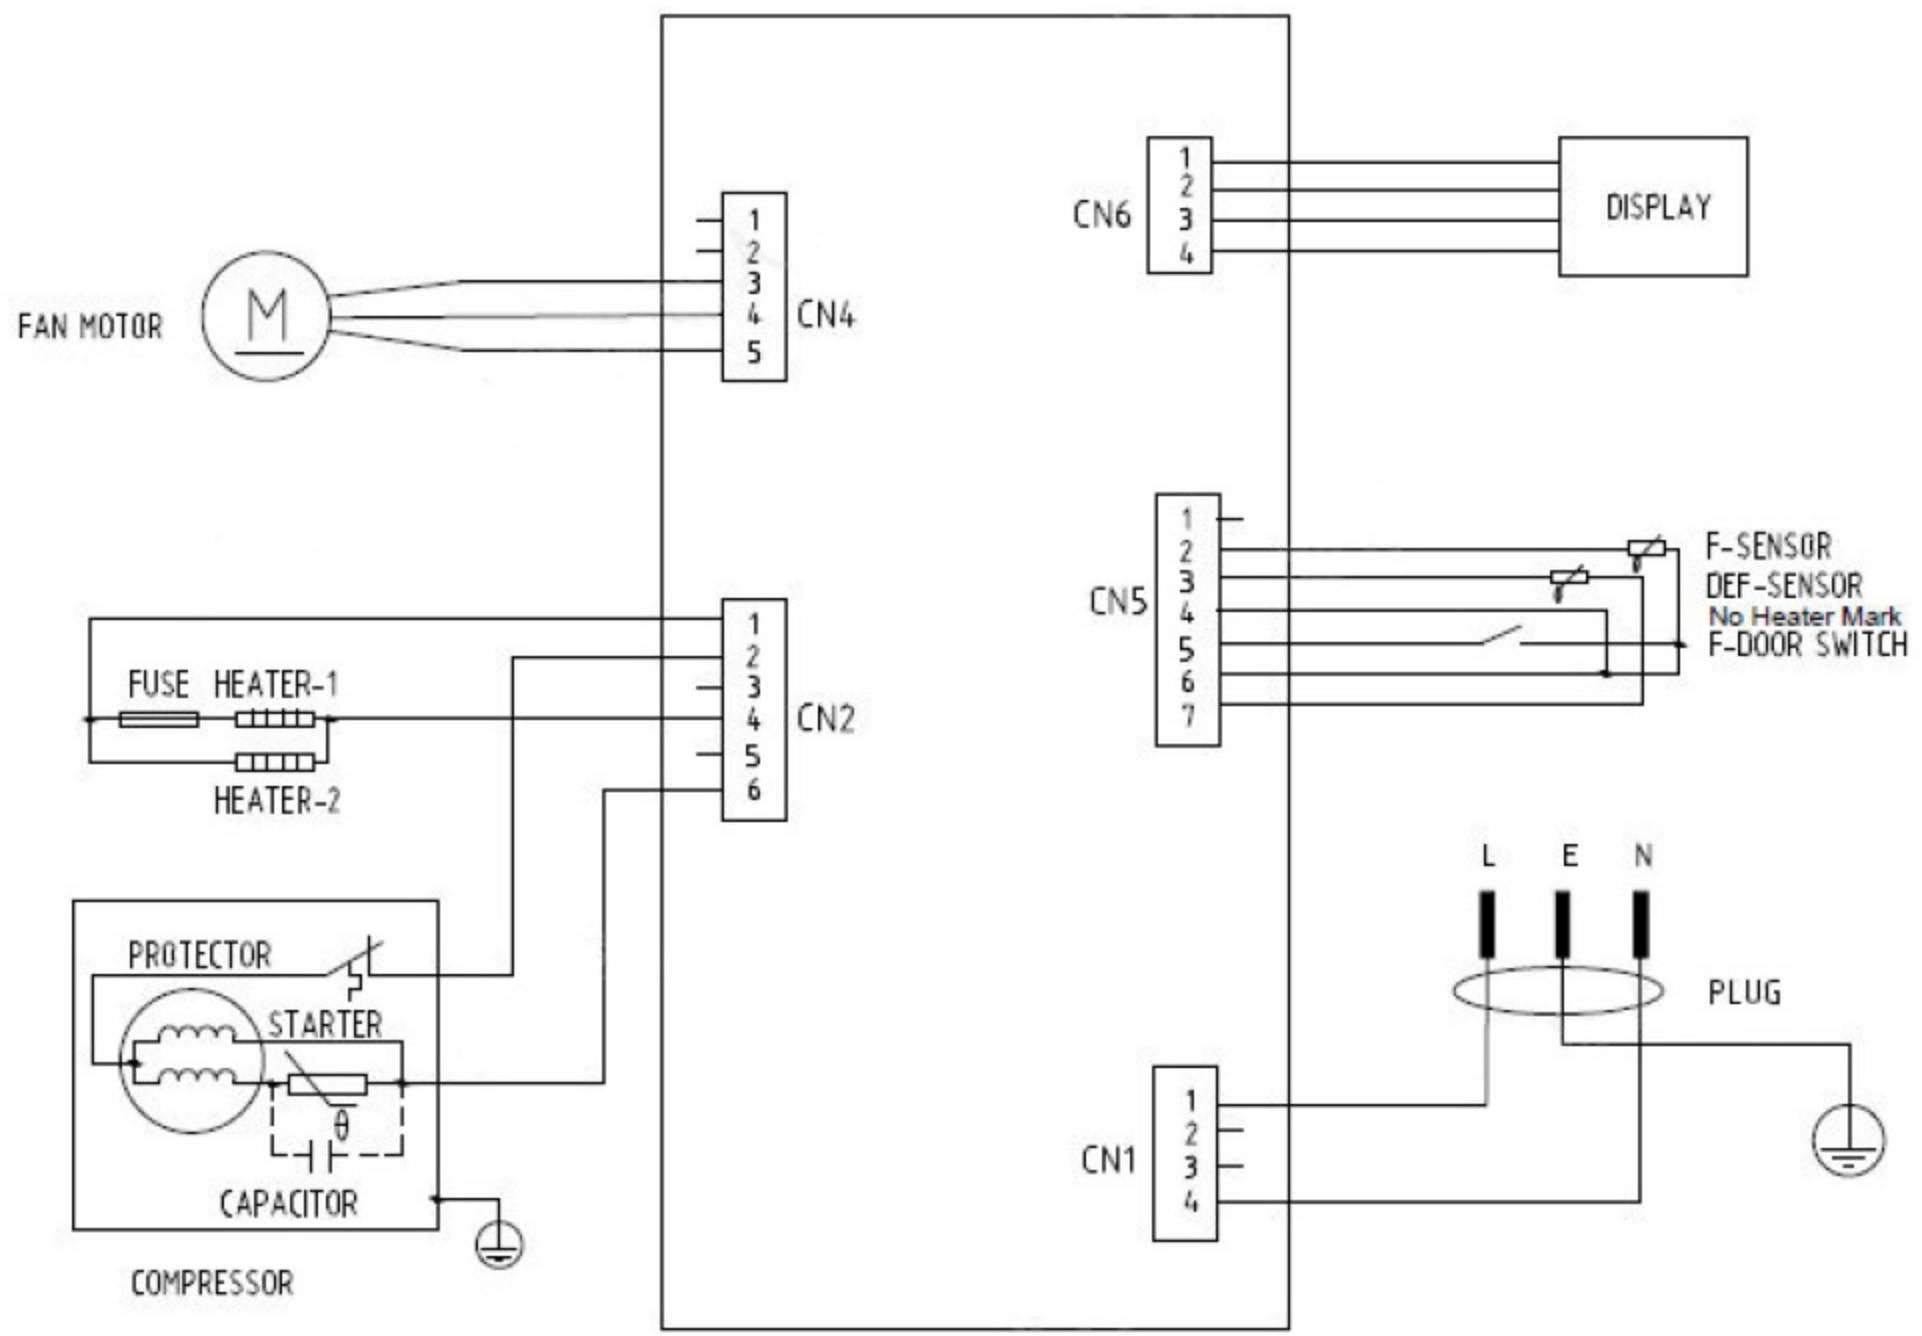 1
2
3
4
CN6
DISPLAY
1
2
3
4
5
CN4
FAN MOTOR
M
1
2
3
4
5
6
7
CN5
F-SENSOR
DEF-SENSOR
No Heater Mark
F-DOOR SWITCH
1
2
3
4
5
6
CN2
FUSE HEATER-1
HEATER-2
L E N
PLUG
PROTECTOR
STARTER
θ
CAPACITOR
COMPRESSOR
1
2
3
4
CN1